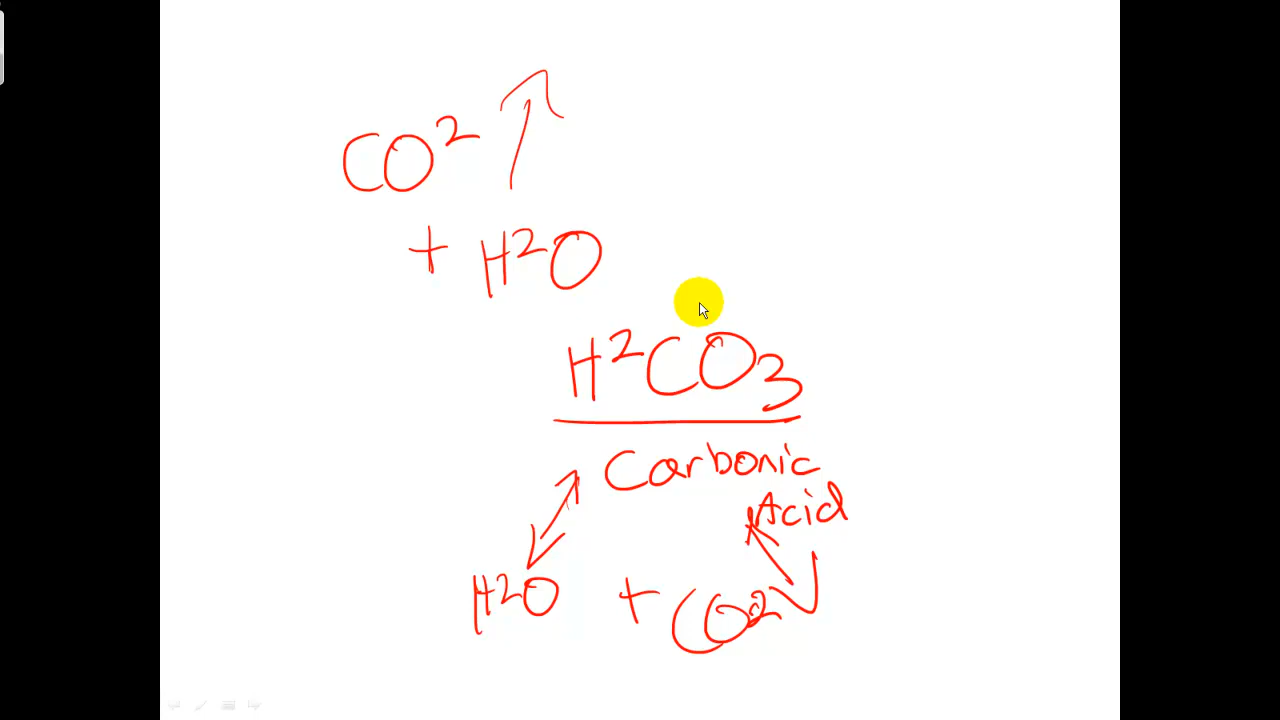 CO²
+ H²O
H²CO₃
Carbonic
Acid
H2O + CO2